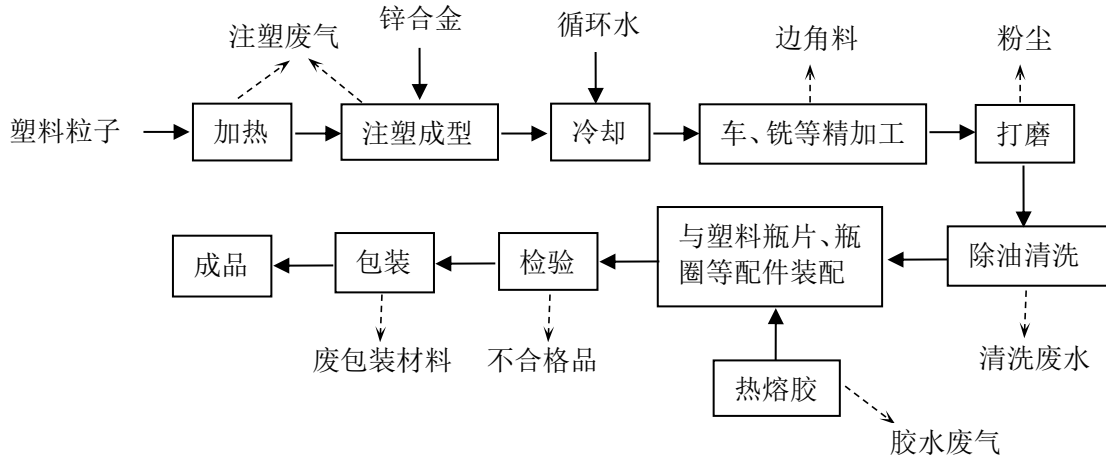 锌合金
循环水
注塑废气
边角料
粉尘
塑料粒子
加热
注塑成型
冷却
车、铣等精加工
打磨
成品
包装
检验
与塑料瓶片、瓶
圈等配件装配
除油清洗
废包装材料
不合格品
热熔胶
清洗废水
胶水废气